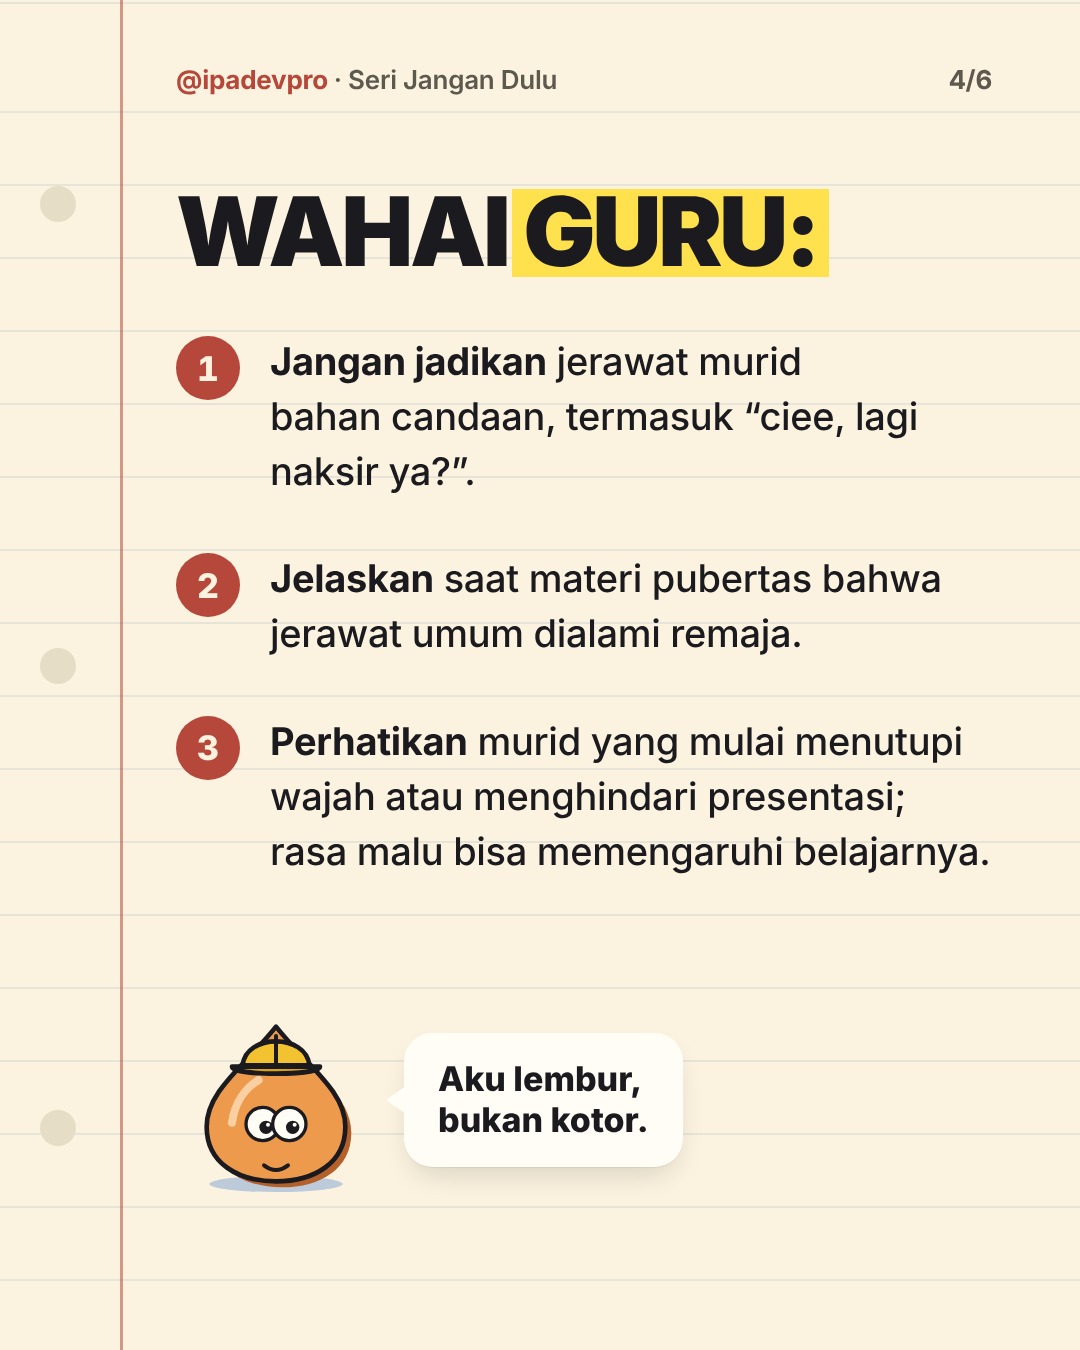 @ipadevpro · Seri Jangan Dulu
4/6
WAHAI GURU:
1
Jangan jadikan jerawat murid
bahan candaan, termasuk “ciee, lagi
naksir ya?”.
2
Jelaskan saat materi pubertas bahwa
jerawat umum dialami remaja.
3
Perhatikan murid yang mulai menutupi
wajah atau menghindari presentasi;
rasa malu bisa memengaruhi belajarnya.
Aku lembur,
bukan kotor.